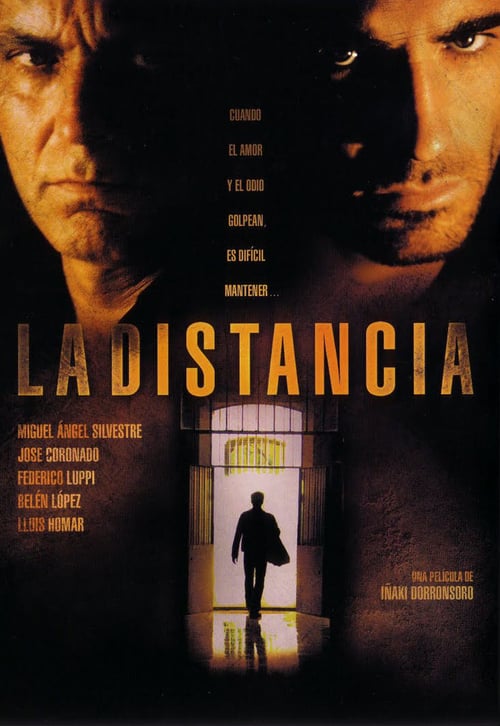 CUANDO
EL AMOR
Y EL ODIO
GOLPEAN,
ES DIFÍCIL
MANTENER...
LA DISTANCIA
MIGUEL ÁNGEL SILVESTRE
JOSE CORONADO
FEDERICO LUPPI
BELÉN LÓPEZ
LLUIS HOMAR
UNA PELÍCULA DE
IÑAKI DORRONSORO